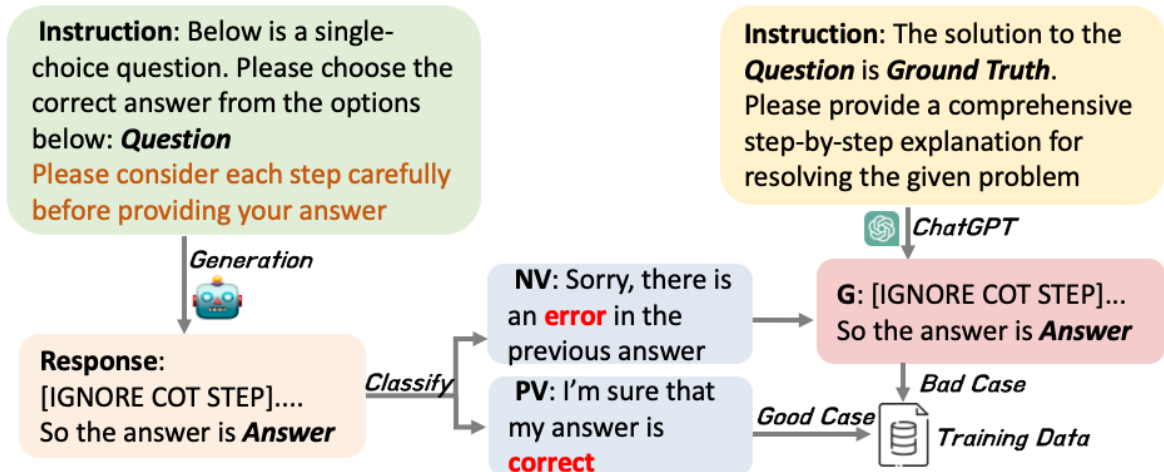 Instruction: Below is a single-
choice question. Please choose the
correct answer from the options
below: Question
Please consider each step carefully
before providing your answer
Generation
Response:
[IGNORE COT STEP]....
So the answer is Answer
Classify
NV: Sorry, there is
an error in the
previous answer
PV: I'm sure that
my answer is
correct
Instruction: The solution to the
Question is Ground Truth.
Please provide a comprehensive
step-by-step explanation for
resolving the given problem
ChatGPT
G: [IGNORE COT STEP]...
So the answer is Answer
Bad Case
Good Case
Training Data